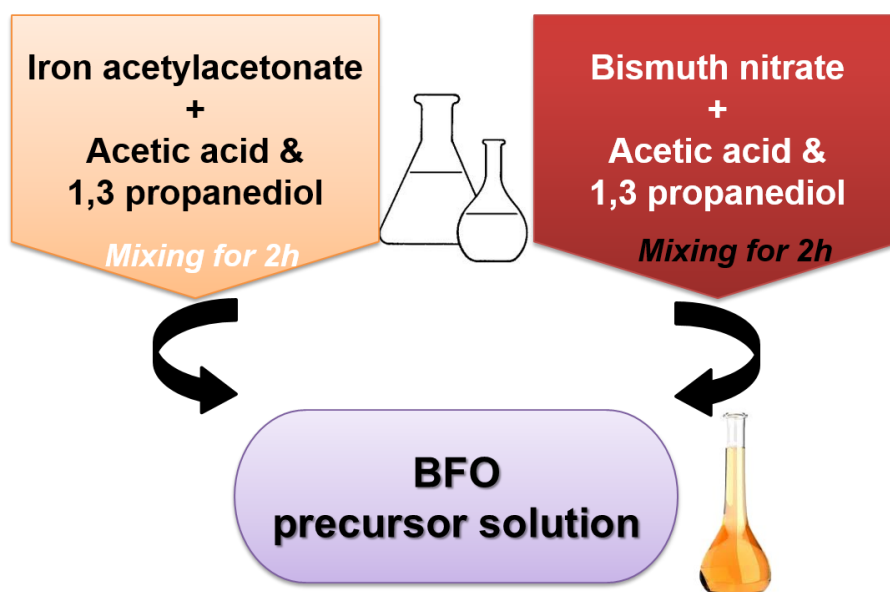 Iron acetylacetonate
+
Acetic acid &
1,3 propanediol
Mixing for 2h
Bismuth nitrate
+
Acetic acid &
1,3 propanediol
Mixing for 2h
BFO
precursor solution